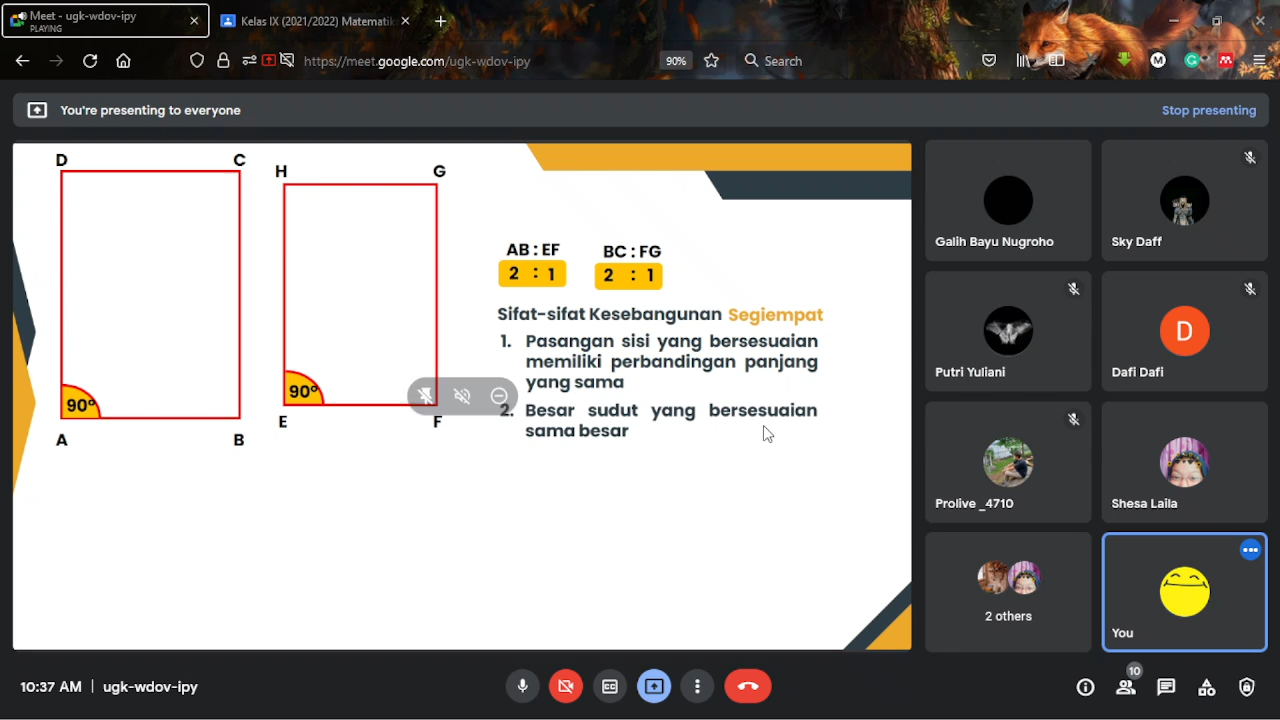 Meet - ugk-wdov-ipy
PLAYING
Kelas IX (2021/2022) Matematik
https://meet.google.com/ugk-wdov-ipy
90%
Search
You're presenting to everyone
Stop presenting
D
C
H
G
90°
90°
A
B
E
F
AB : EF
BC : FG
2 : 1
2 : 1
Sifat-sifat Kesebangunan Segiempat
1. Pasangan sisi yang bersesuaian
memiliki perbandingan panjang
yang sama
2. Besar sudut yang bersesuaian
sama besar
Galih Bayu Nugroho
Sky Daff
Putri Yuliani
D
Dafi Dafi
Prolive _4710
Shesa Laila
2 others
You
10:37 AM | ugk-wdov-ipy
CC
10